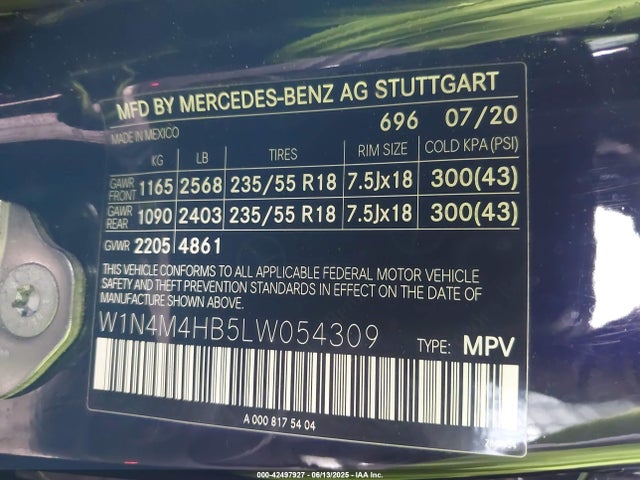 MFD BY MERCEDES-BENZ AG STUTTGART
MADE IN MEXICO 696 07/20
KG LB TIRES RIM SIZE COLD KPA (PSI)
GAWR FRONT 1165 2568 235/55 R18 7.5Jx18 300(43)
GAWR REAR 1090 2403 235/55 R18 7.5Jx18 300(43)
GVWR 2205 4861
THIS VEHICLE CONFORMS TO ALL APPLICABLE FEDERAL MOTOR VEHICLE
SAFETY AND THEFT PREVENTION STANDARDS IN EFFECT ON THE DATE OF
MANUFACTURE SHOWN ABOVE.
W1N4M4HB5LW054309 TYPE: MPV
A 000 817 54 04
000-42497927 - 06/13/2025 - IAA Inc.